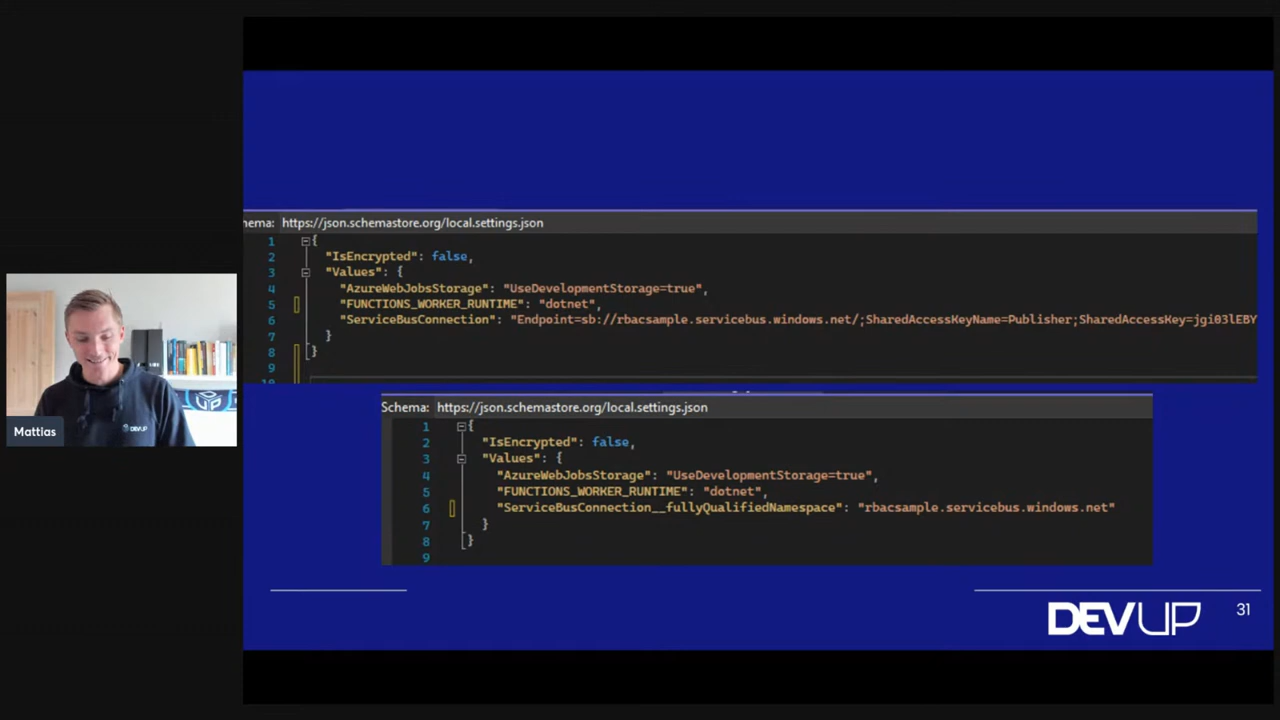 hema: https://json.schemastore.org/local.settings.json
1 {
2 "IsEncrypted": false,
3 "Values": {
4 "AzureWebJobsStorage": "UseDevelopmentStorage=true",
5 "FUNCTIONS_WORKER_RUNTIME": "dotnet",
6 "ServiceBusConnection": "Endpoint=sb://rbacsample.servicebus.windows.net/;SharedAccessKeyName=Publisher;SharedAccessKey=jgi03lEBY
7 }
8 }
9
10
Schema: https://json.schemastore.org/local.settings.json
1 {
2 "IsEncrypted": false,
3 "Values": {
4 "AzureWebJobsStorage": "UseDevelopmentStorage=true",
5 "FUNCTIONS_WORKER_RUNTIME": "dotnet",
6 "ServiceBusConnection__fullyQualifiedNamespace": "rbacsample.servicebus.windows.net"
7 }
8 }
9
Mattias
DEVUP
DEVUP 31